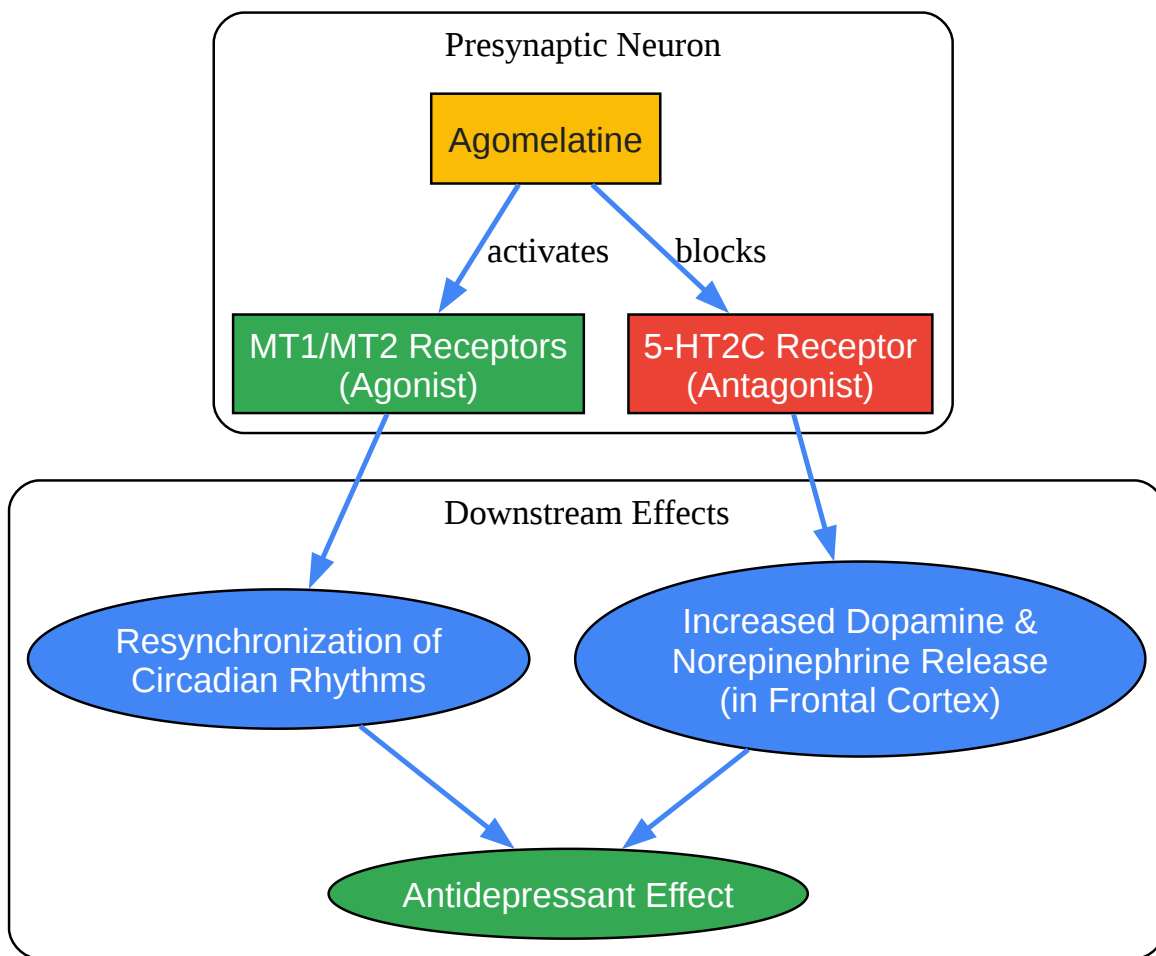 Presynaptic Neuron
Agomelatine
activates
blocks
MT1/MT2 Receptors
(Agonist)
5-HT2C Receptor
(Antagonist)
Downstream Effects
Resynchronization of
Circadian Rhythms
Increased Dopamine &
Norepinephrine Release
(in Frontal Cortex)
Antidepressant Effect